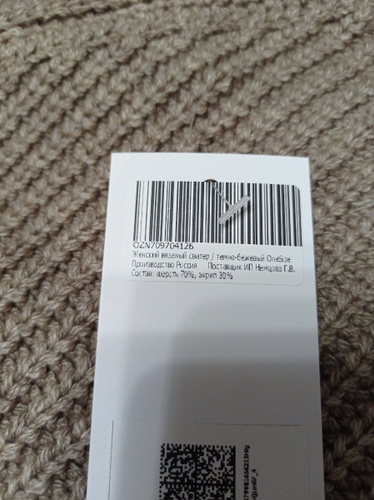 OZN709704126
Женский вязаный свитер / темно-бежевый OneSize
Производство Россия Поставщик ИП Немцова Г.В.
Состав: шерсть 70%, акрил 30%